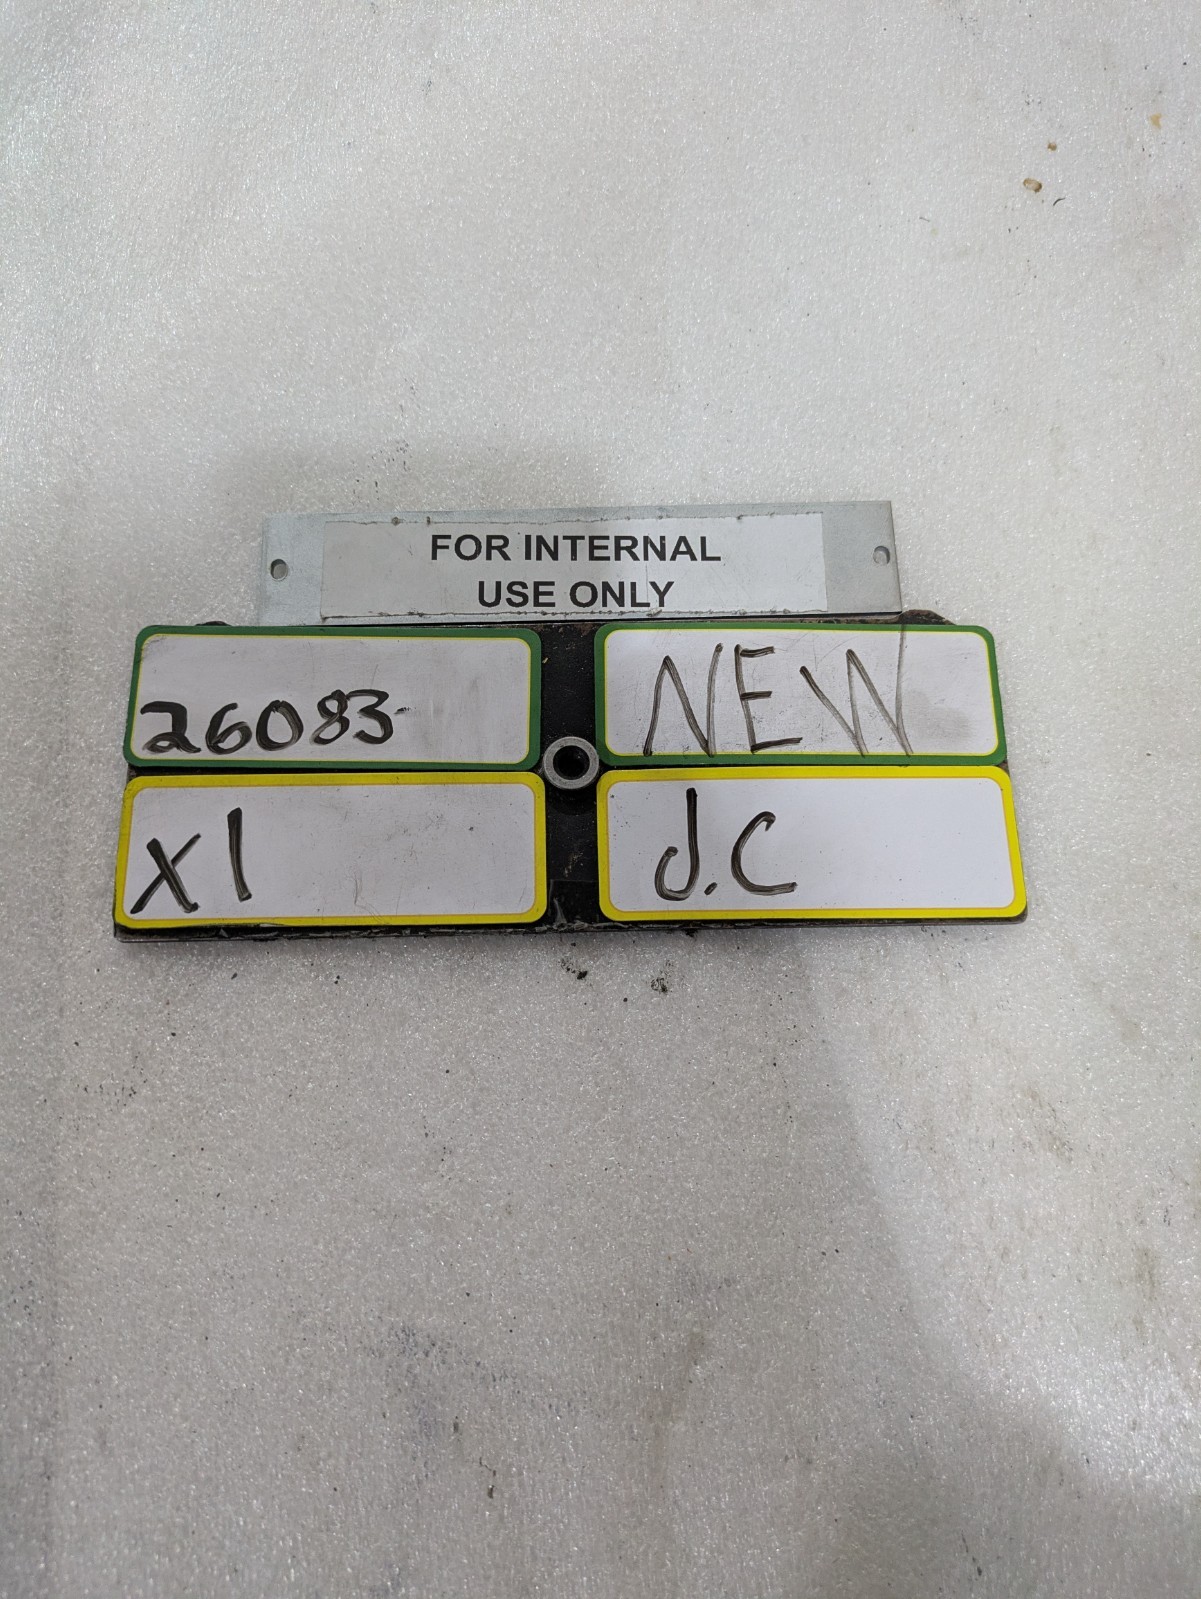 FOR INTERNAL
USE ONLY
26083
NEW
X1
J.C